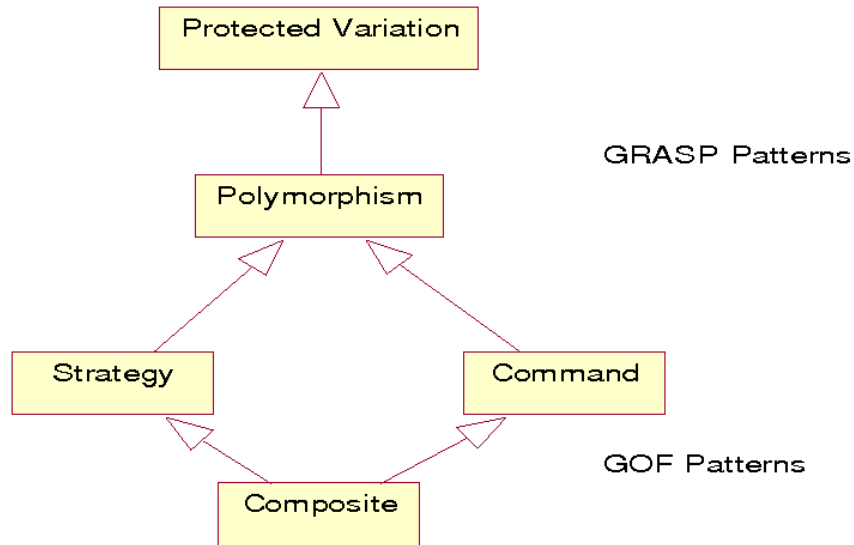 Protected Variation
GRASP Patterns
Polymorphism
Strategy
Command
GOF Patterns
Composite